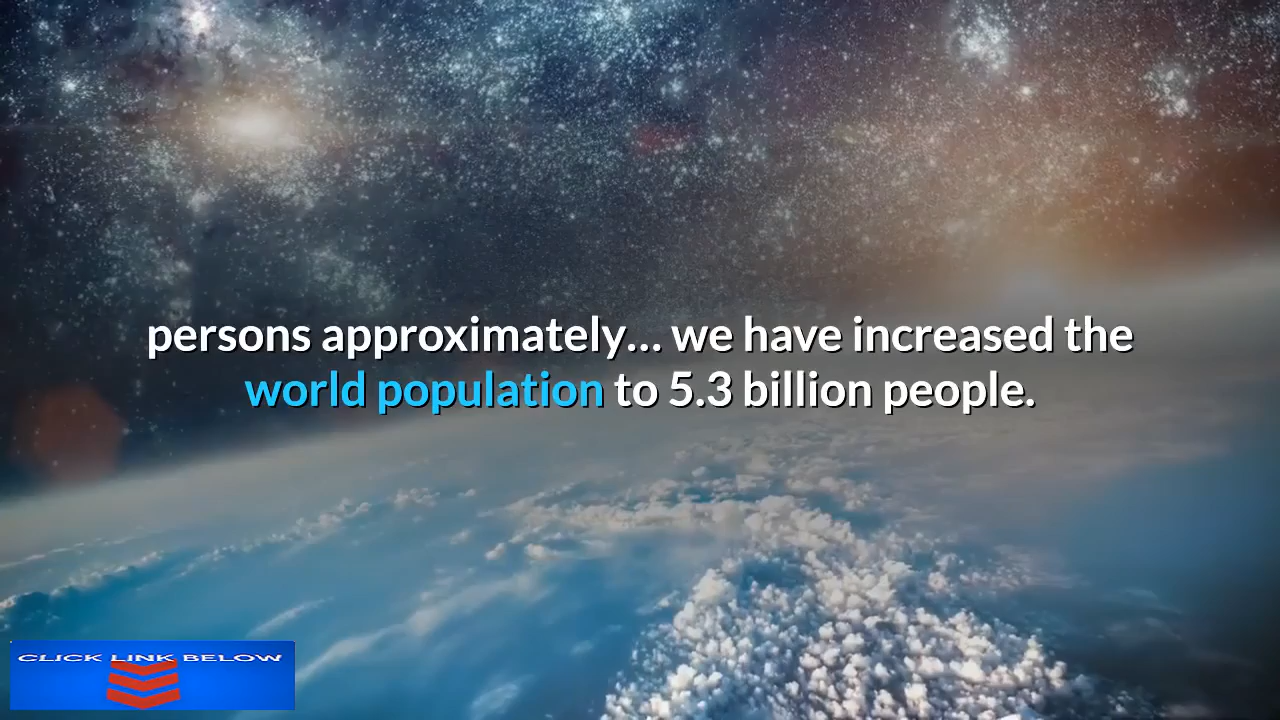 persons approximately... we have increased the
world population to 5.3 billion people.
CLICK LINK BELOW